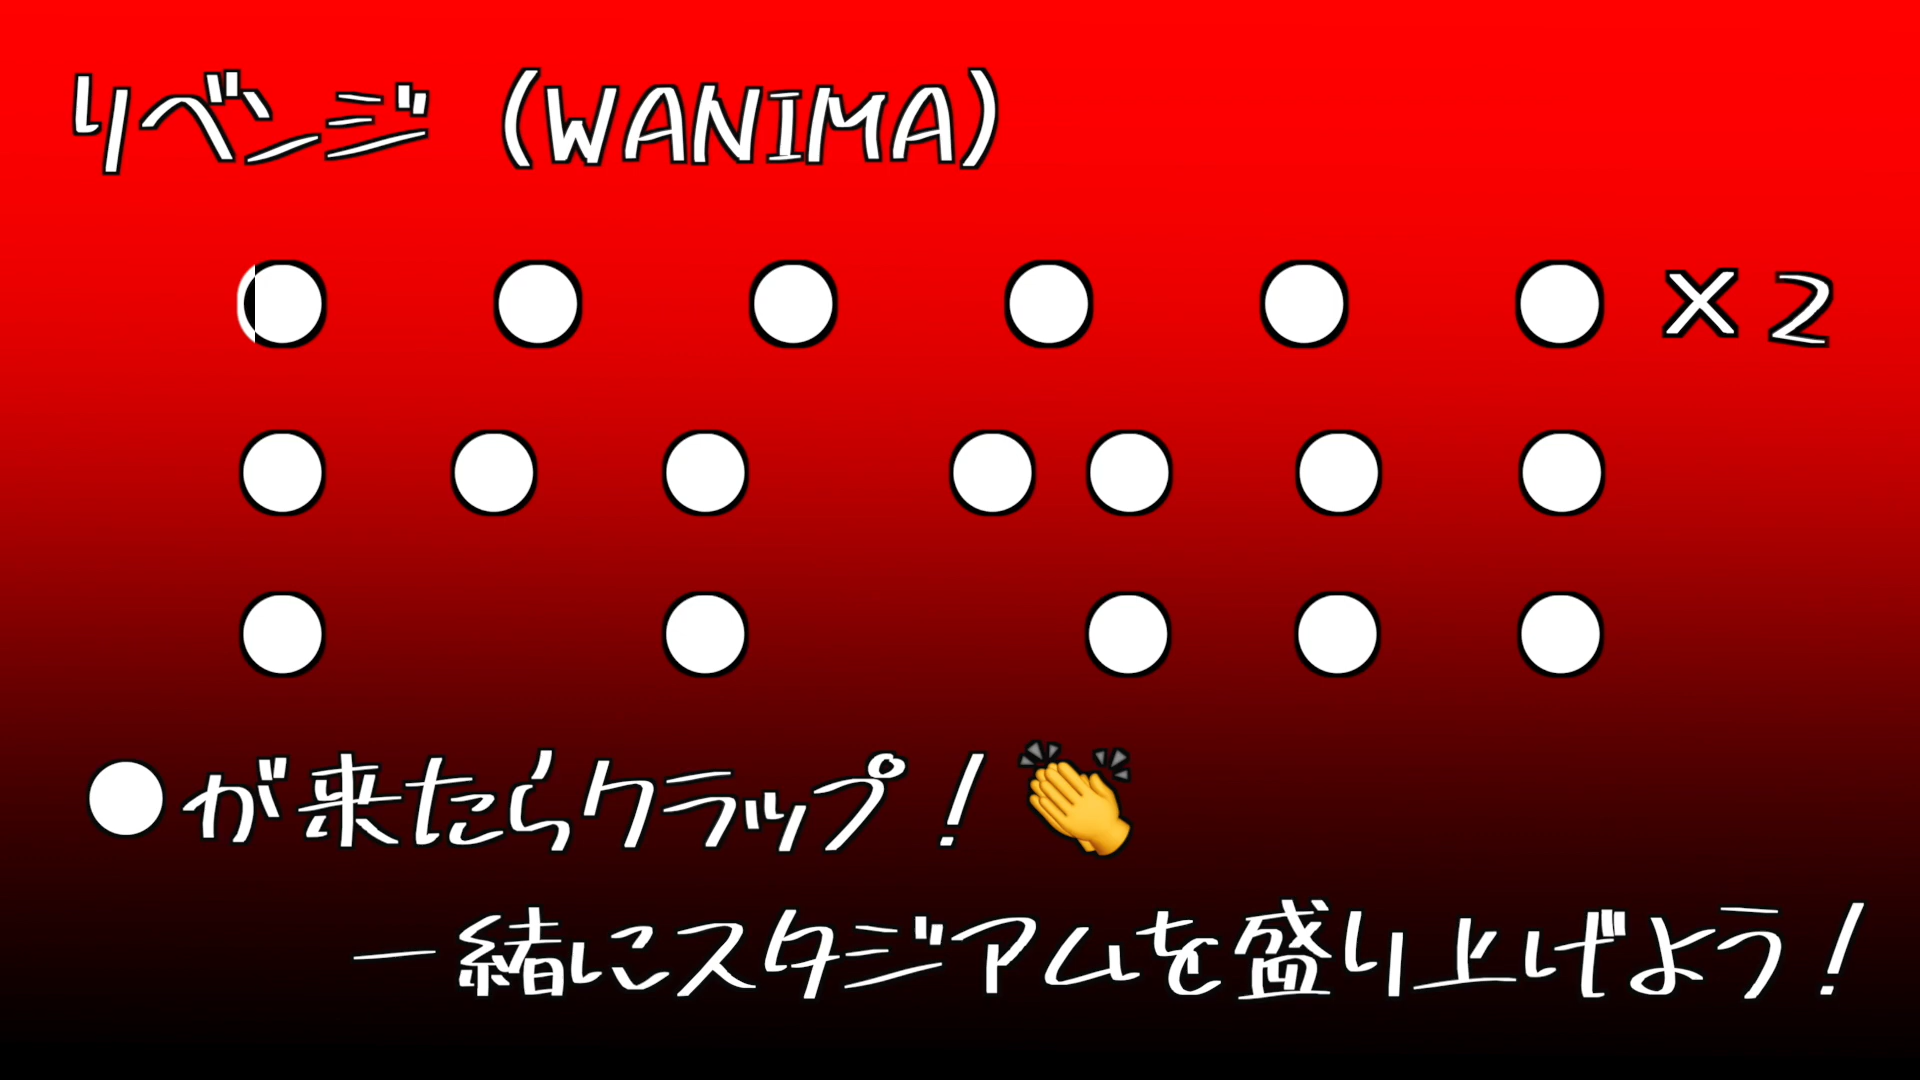 リベンジ（WANIMA）
● ● ● ● ● ● ×2
● ● ● ● ● ● ●
● ● ● ● ●
●が来たらクラップ！👏
一緒にスタジアムを盛り上げよう！